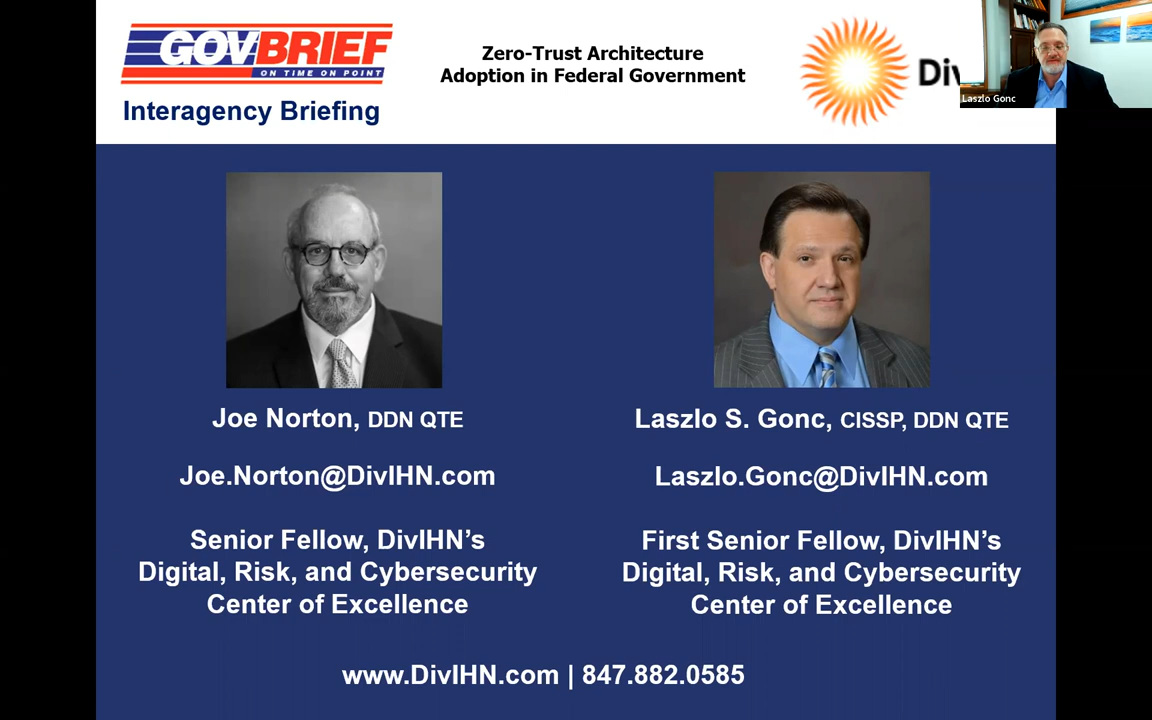 GOVBRIEF
ON TIME ON POINT
Interagency Briefing
Zero-Trust Architecture
Adoption in Federal Government
Div
Laszlo Gonc
Joe Norton, DDN QTE
Joe.Norton@DivIHN.com
Senior Fellow, DivIHN’s
Digital, Risk, and Cybersecurity
Center of Excellence
Laszlo S. Gonc, CISSP, DDN QTE
Laszlo.Gonc@DivIHN.com
First Senior Fellow, DivIHN’s
Digital, Risk, and Cybersecurity
Center of Excellence
www.DivIHN.com | 847.882.0585